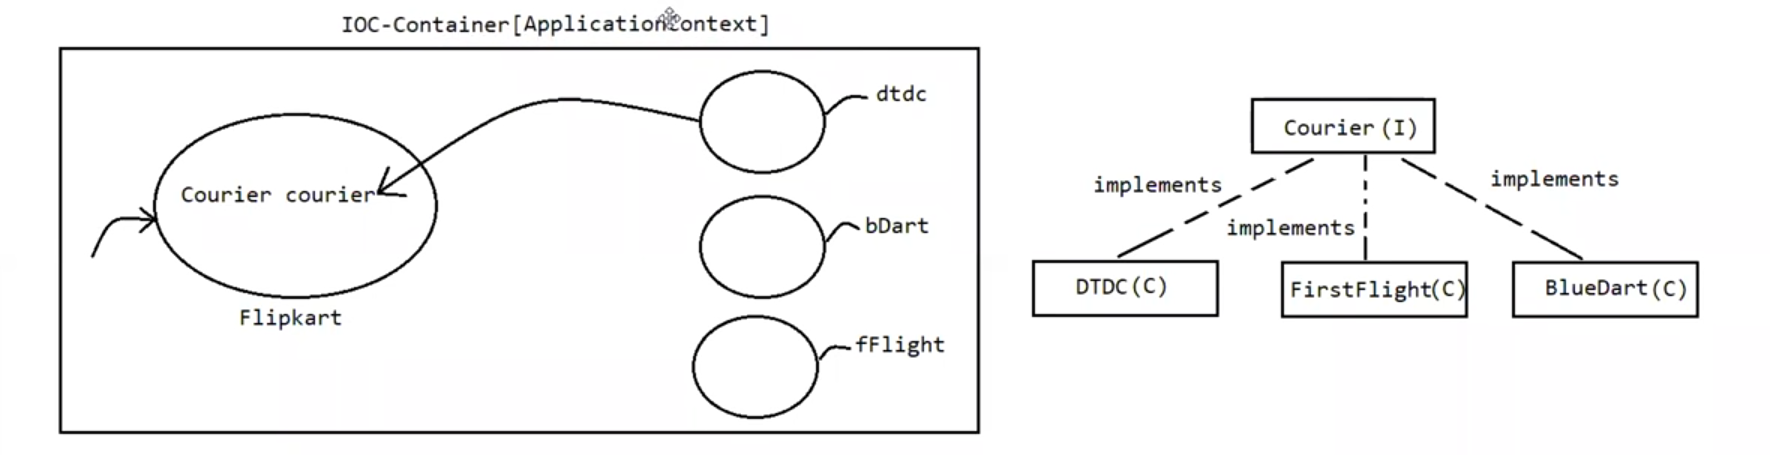 IOC-Container[ApplicationContext]
dtdc
Courier courier
bDart
Flipkart
fFlight
Courier(I)
implements
implements
implements
DTDC(C)
FirstFlight(C)
BlueDart(C)